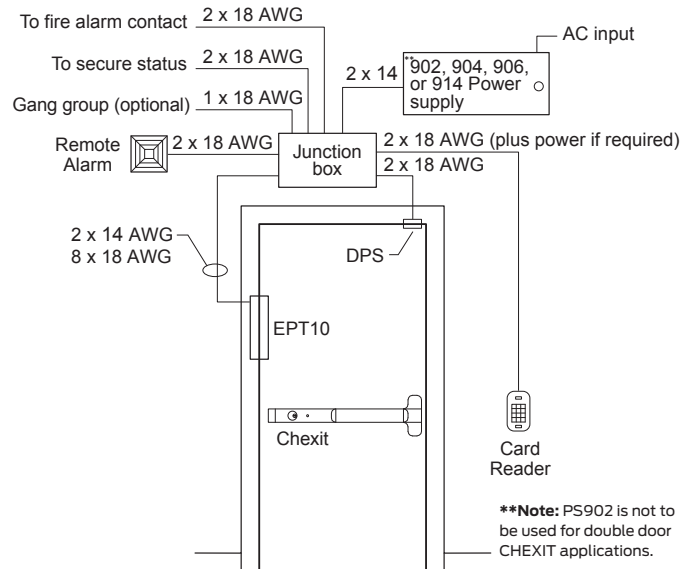 To fire alarm contact
2 x 18 AWG
AC input
To secure status
2 x 18 AWG
2 x 14
**902, 904, 906,
or 914 Power
supply
Gang group (optional)
1 x 18 AWG
Remote
Alarm
2 x 18 AWG
Junction
box
2 x 18 AWG (plus power if required)
2 x 18 AWG
2 x 14 AWG
8 x 18 AWG
DPS
EPT10
Chexit
Card
Reader
**Note: PS902 is not to
be used for double door
CHEXIT applications.